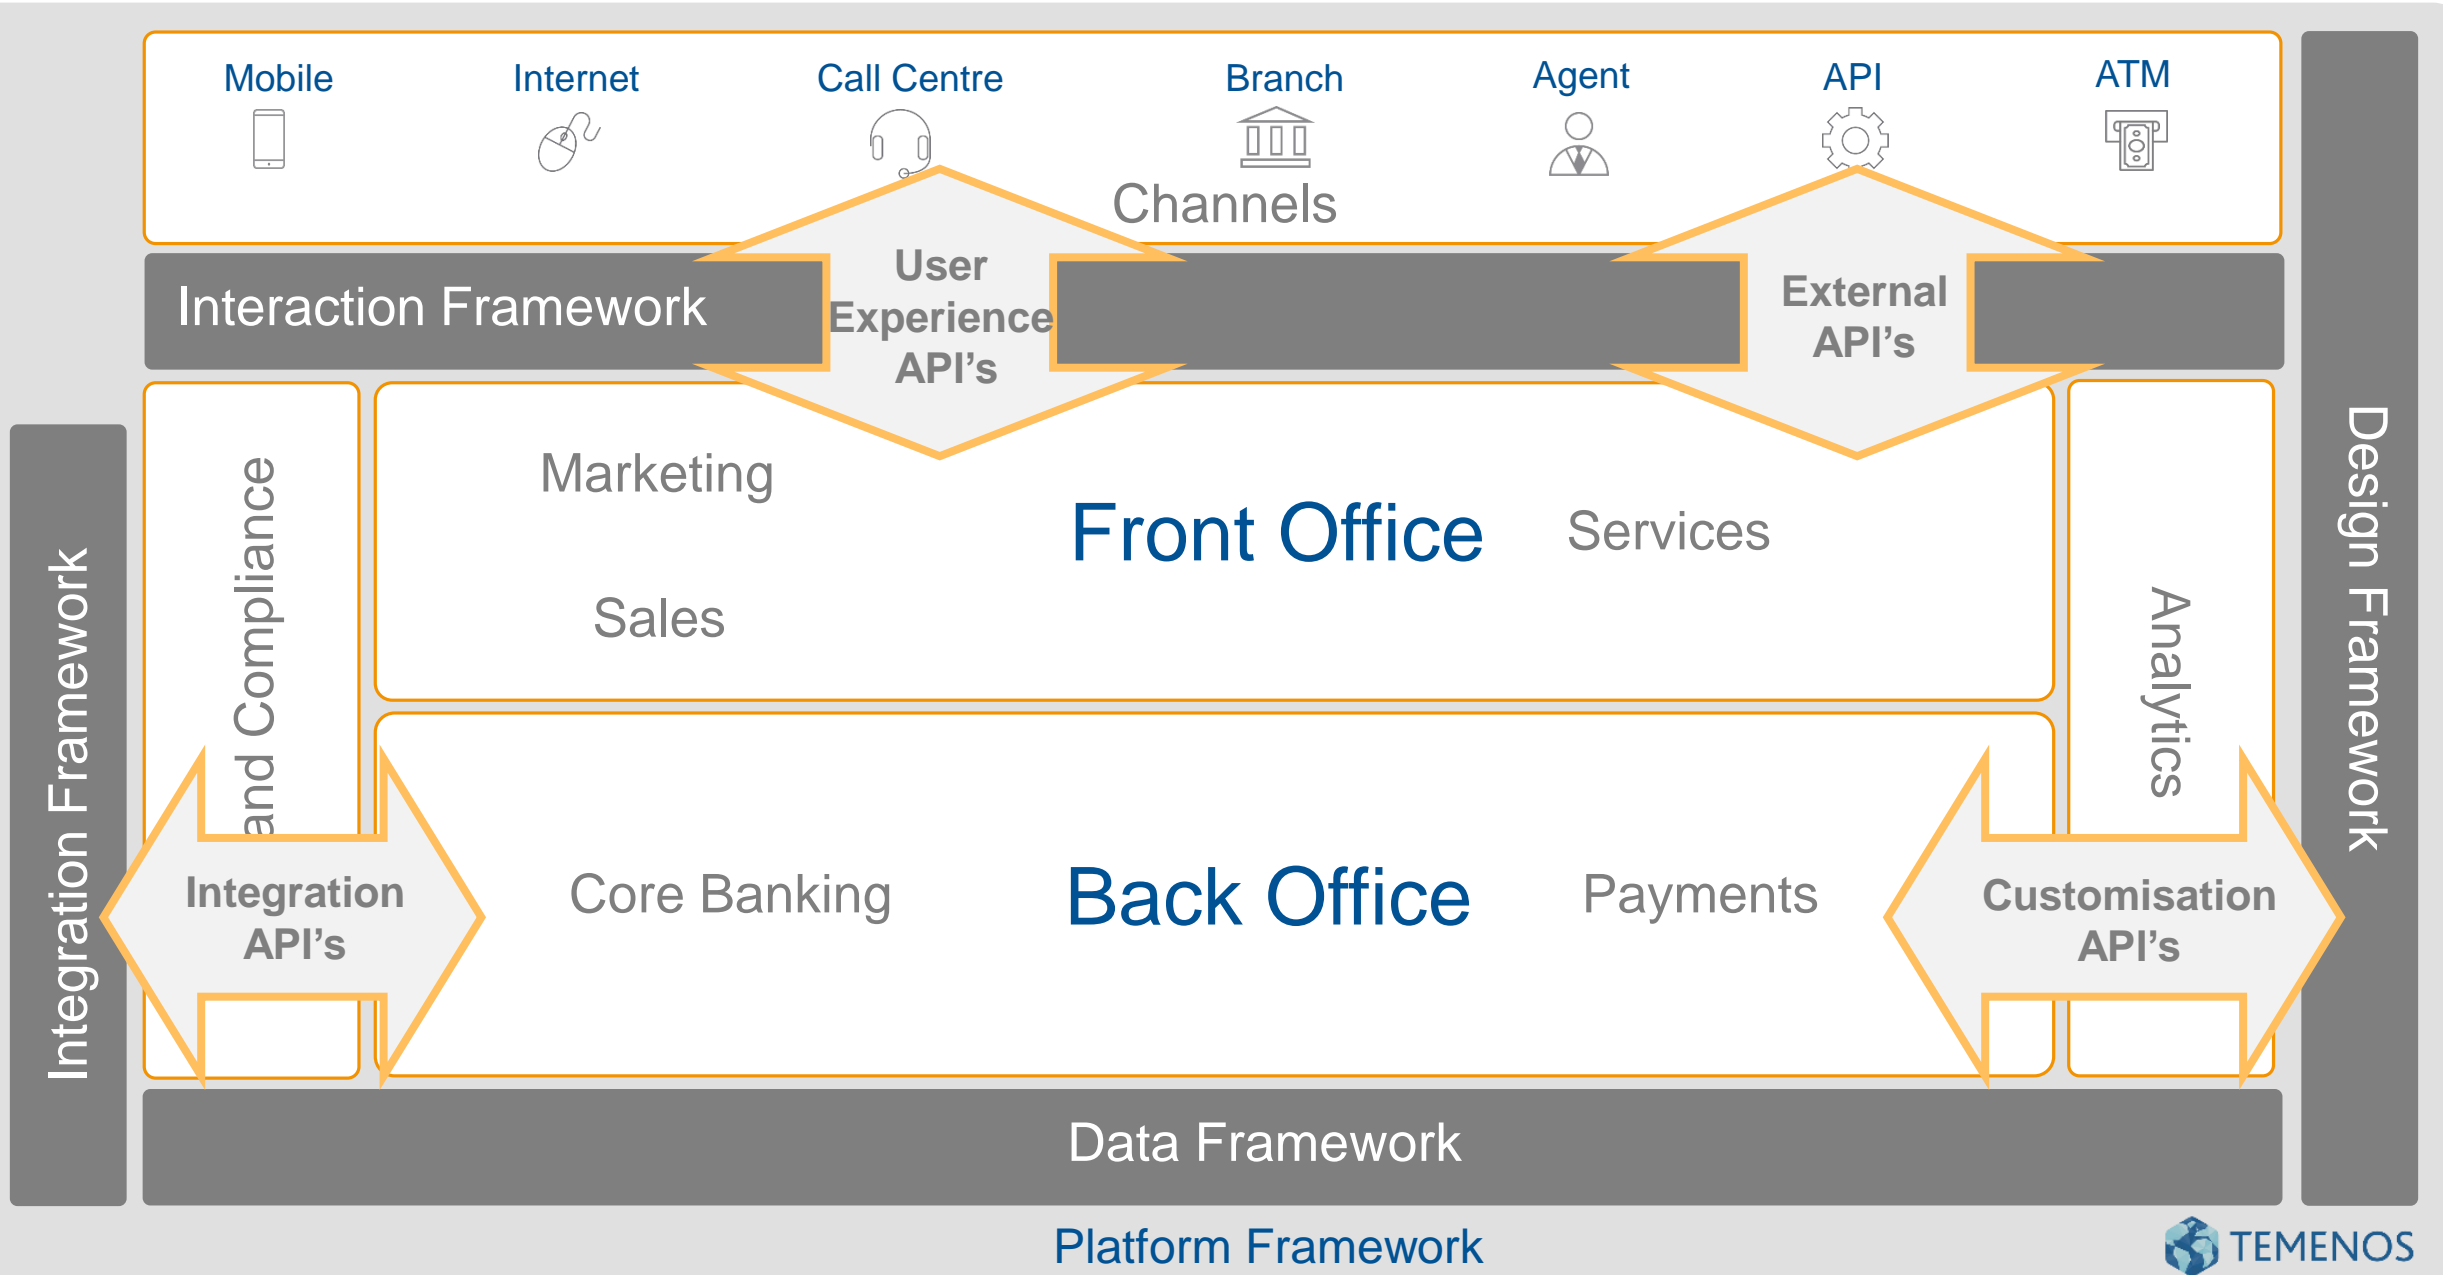 Mobile
Internet
Call Centre
Branch
Agent
API
ATM
Channels
Interaction Framework
User
Experience
API's
External
API's
Integration Framework
and Compliance
Marketing
Sales
Front Office
Services
Analytics
Design Framework
Integration
API's
Core Banking
Back Office
Payments
Customisation
API's
Data Framework
Platform Framework
TEMENOS